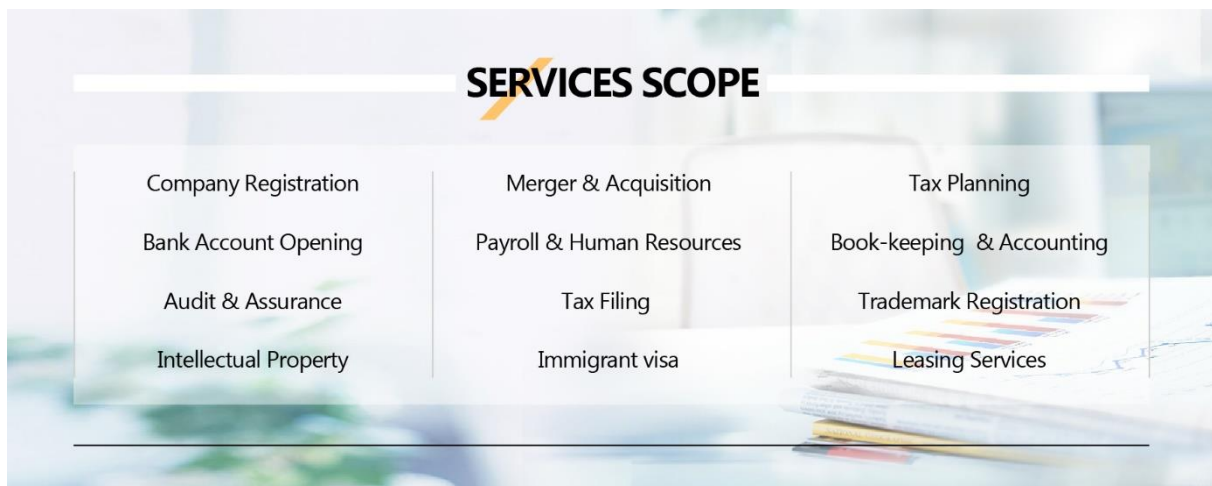 SERVICES SCOPE
Company Registration
Merger & Acquisition
Tax Planning
Bank Account Opening
Payroll & Human Resources
Book-keeping & Accounting
Audit & Assurance
Tax Filing
Trademark Registration
Intellectual Property
Immigrant visa
Leasing Services